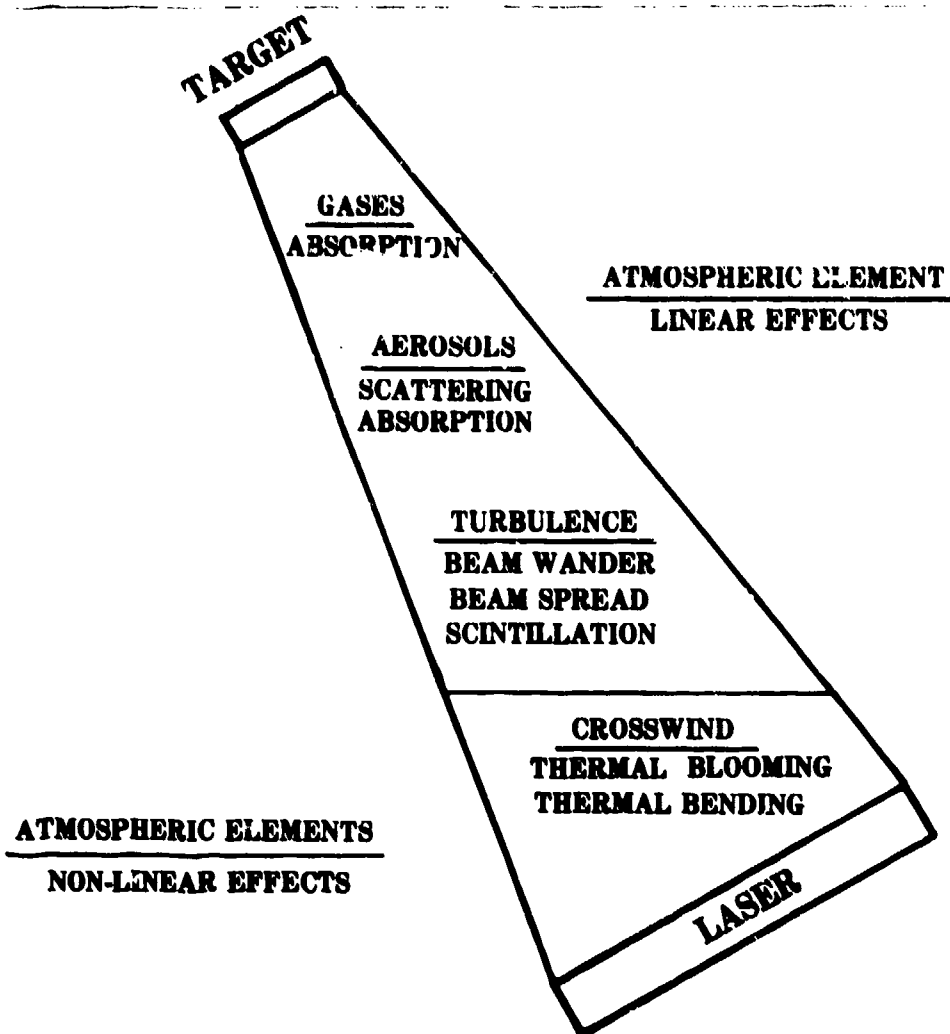 TARGET
GASES
ABSORPTION
ATMOSPHERIC ELEMENT
LINEAR EFFECTS
AEROSOLS
SCATTERING
ABSORPTION
TURBULENCE
BEAM WANDER
BEAM SPREAD
SCINTILLATION
CROSSWIND
THERMAL BLOOMING
THERMAL BENDING
ATMOSPHERIC ELEMENTS
NON-LINEAR EFFECTS
LASER